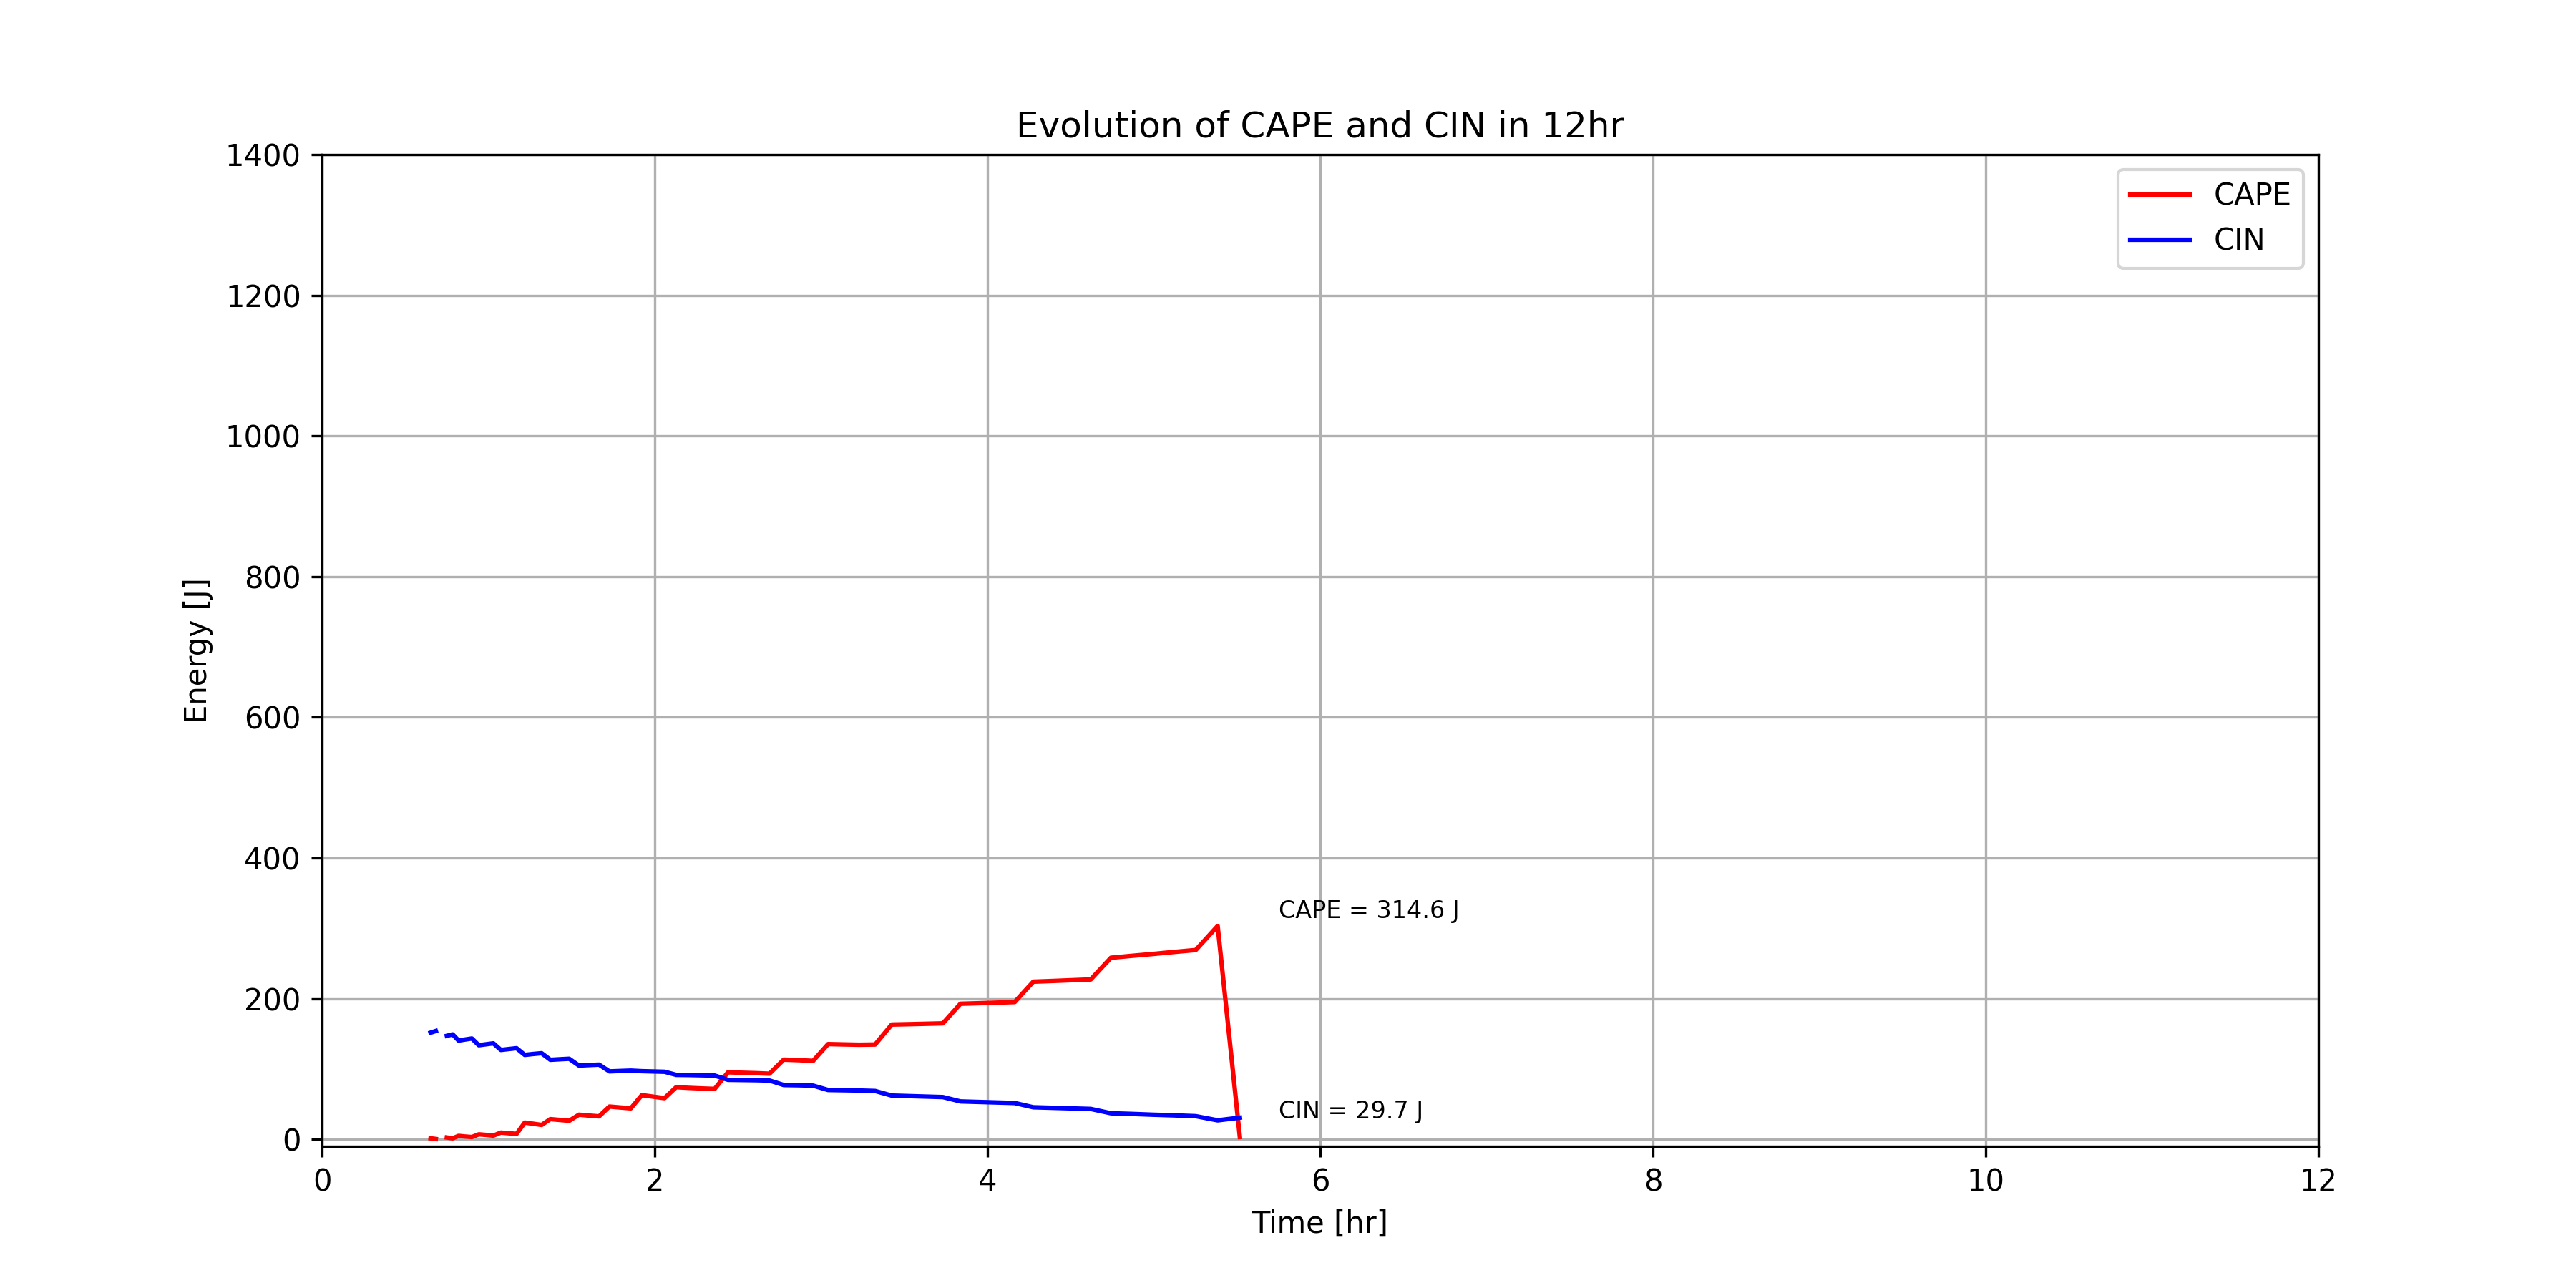 Evolution of CAPE and CIN in 12hr
1400
1200
1000
800
600
400
200
0
Energy [J]
CAPE
CIN
CAPE = 314.6 J
CIN = 29.7 J
0 2 4 6 8 10 12
Time [hr]